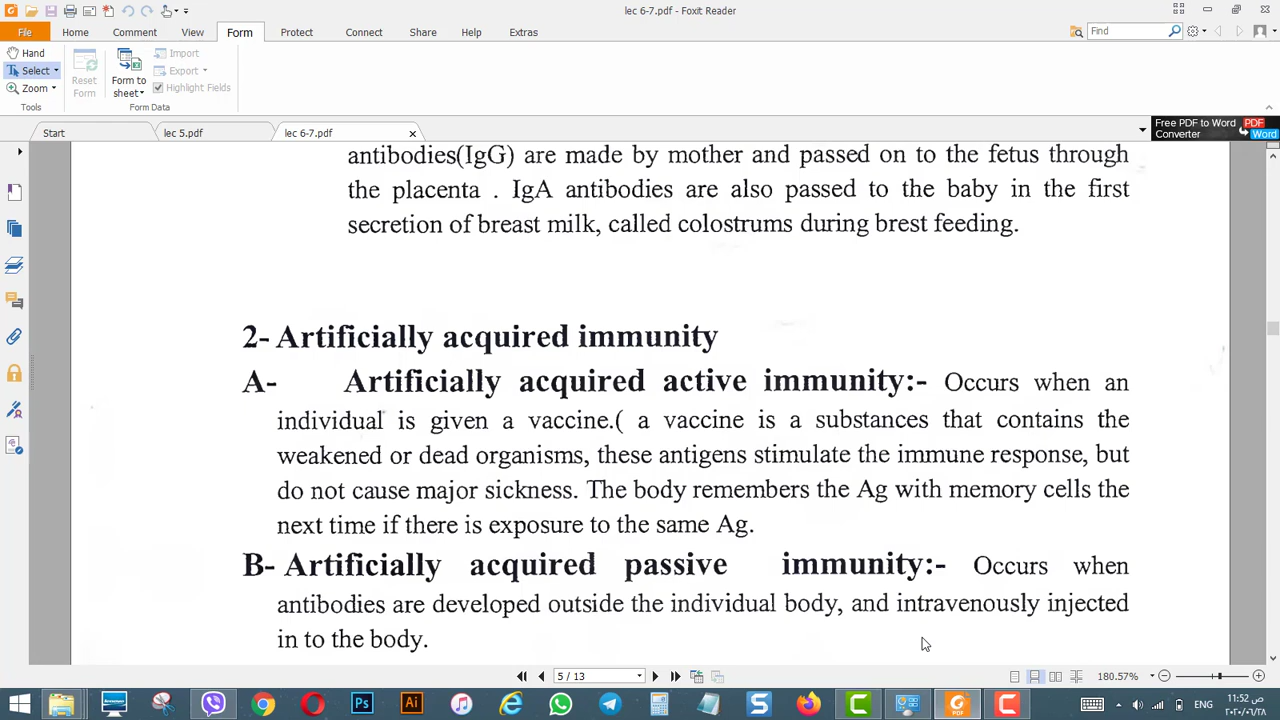 lec 6-7.pdf - Foxit Reader
File Home Comment View Form Protect Connect Share Help Extras Find
Hand
Select
Zoom
Tools
Reset Form
Form to sheet
Import
Export
Highlight Fields
Form Data
Start lec 5.pdf lec 6-7.pdf
Free PDF to Word Converter PDF Word
antibodies(IgG) are made by mother and passed on to the fetus through
the placenta . IgA antibodies are also passed to the baby in the first
secretion of breast milk, called colostrums during brest feeding.
2- Artificially acquired immunity
A- Artificially acquired active immunity:- Occurs when an
individual is given a vaccine.( a vaccine is a substances that contains the
weakened or dead organisms, these antigens stimulate the immune response, but
do not cause major sickness. The body remembers the Ag with memory cells the
next time if there is exposure to the same Ag.
B- Artificially acquired passive immunity:- Occurs when
antibodies are developed outside the individual body, and intravenously injected
in to the body.
5 / 13 180.57%
Ps Ai
11:52 ص
٢٠٢٠/٠٦/٢٨